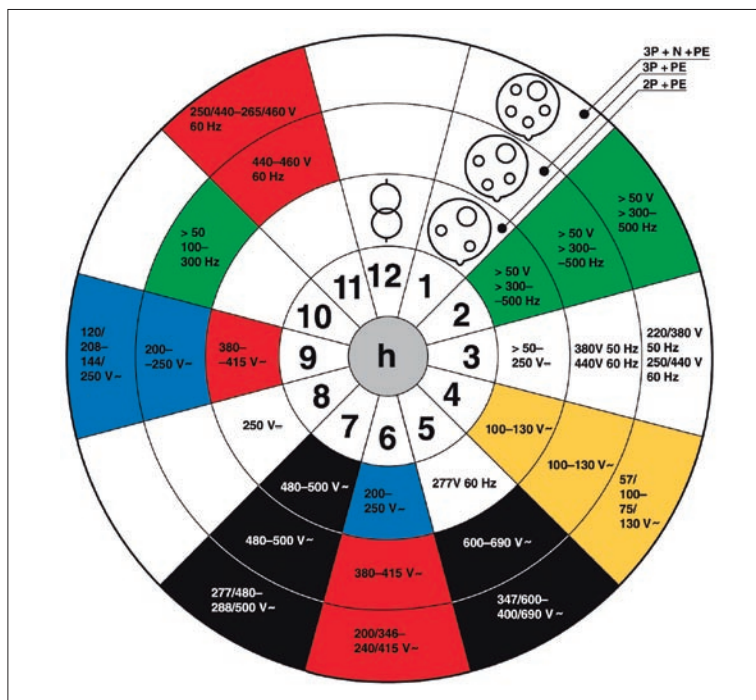 3P + N +PE
3P + PE
2P + PE
250/440–265/460 V
60 Hz
440–460 V
60 Hz
> 50 V
> 300–
500 Hz
> 50 V
> 300–
–500 Hz
> 50 V
> 300–
–500 Hz
> 50
100–
300 Hz
12
11
1
10
2
9
h
3
8
4
7
6
5
120/
208–
144/
250 V~
200–
–250 V~
380–
–415 V~
> 50–
250 V–
380V 50 Hz
440V 60 Hz
220/380 V
50 Hz
250/440 V
60 Hz
250 V⎓
100–130 V~
100–130 V~
57/
100–
75/
130 V~
480–500 V~
200–
250 V~
277V 60 Hz
480–500 V~
380–415 V~
600–690 V~
277/480–
288/500 V~
200/346–
240/415 V~
347/600–
400/690 V~